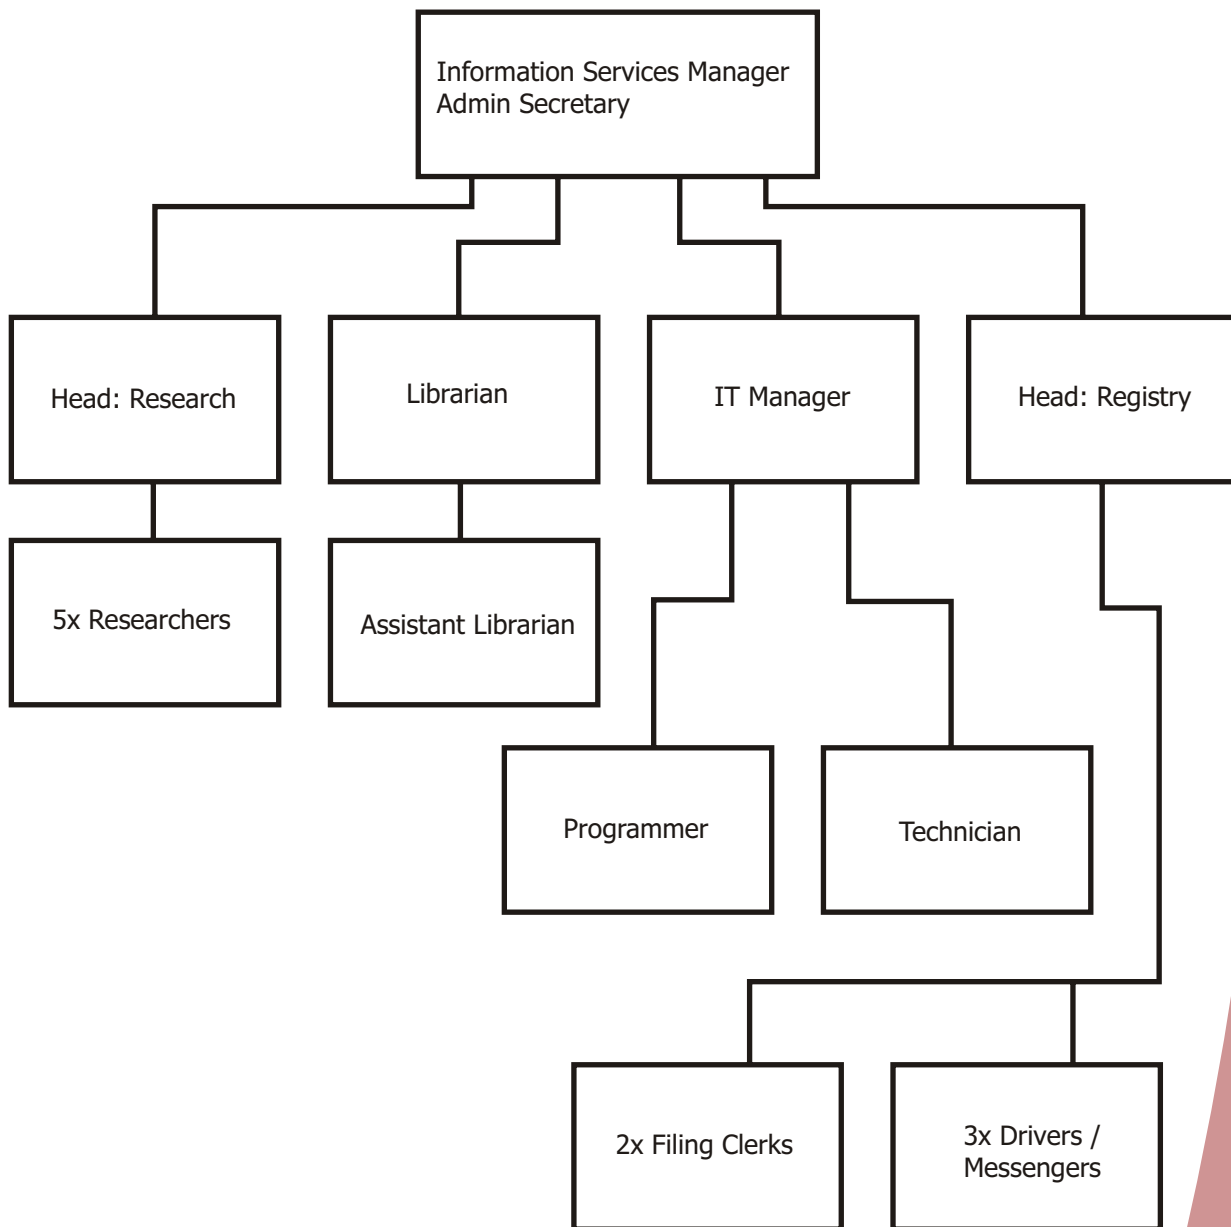 Information Services Manager
Admin Secretary
Head: Research
Librarian
IT Manager
Head: Registry
5x Researchers
Assistant Librarian
Programmer
Technician
2x Filing Clerks
3x Drivers /
Messengers